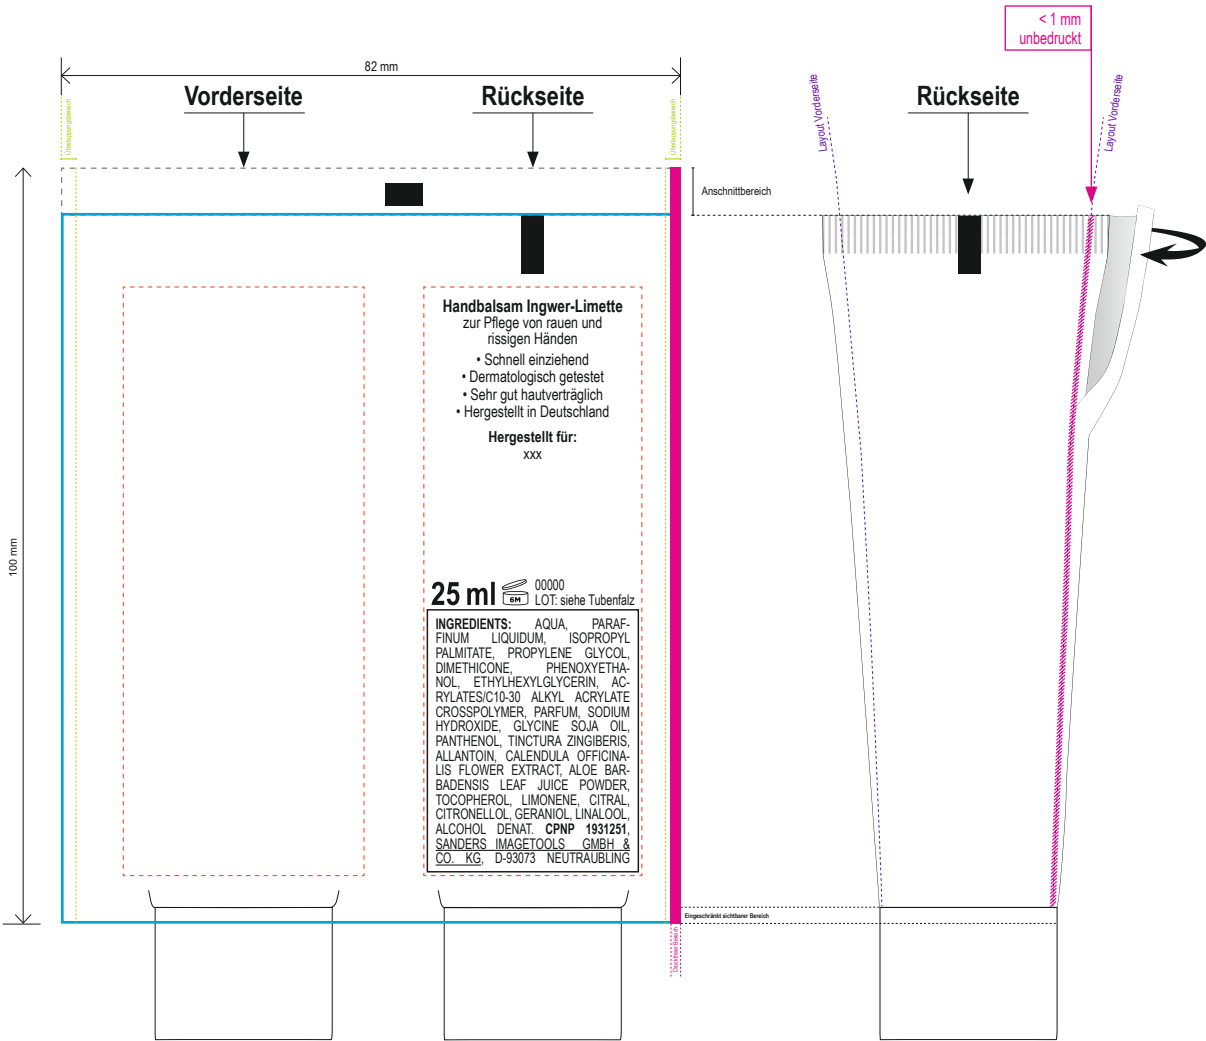 < 1 mm
unbedruckt
82 mm
Vorderseite
Rückseite
Rückseite
Überlappungsbereich
Überlappungsbereich
Layout Vorderseite
Layout Vorderseite
Anschnittbereich
100 mm
Handbalsam Ingwer-Limette
zur Pflege von rauen und
rissigen Händen
• Schnell einziehend
• Dermatologisch getestet
• Sehr gut hautverträglich
• Hergestellt in Deutschland
Hergestellt für:
xxx
25 ml
6M
00000
LOT: siehe Tubenfalz
INGREDIENTS: AQUA, PARAF-
FINUM LIQUIDUM, ISOPROPYL
PALMITATE, PROPYLENE GLYCOL,
DIMETHICONE, PHENOXYETHA-
NOL, ETHYLHEXYLGLYCERIN, AC-
RYLATES/C10-30 ALKYL ACRYLATE
CROSSPOLYMER, PARFUM, SODIUM
HYDROXIDE, GLYCINE SOJA OIL,
PANTHENOL, TINCTURA ZINGIBERIS,
ALLANTOIN, CALENDULA OFFICINA-
LIS FLOWER EXTRACT, ALOE BAR-
BADENSIS LEAF JUICE POWDER,
TOCOPHEROL, LIMONENE, CITRAL,
CITRONELLOL, GERANIOL, LINALOOL,
ALCOHOL DENAT. CPNP 1931251,
SANDERS IMAGETOOLS GMBH &
CO. KG, D-93073 NEUTRAUBLING
Eingeschränkt sichtbarer Bereich
Druckfreier Bereich